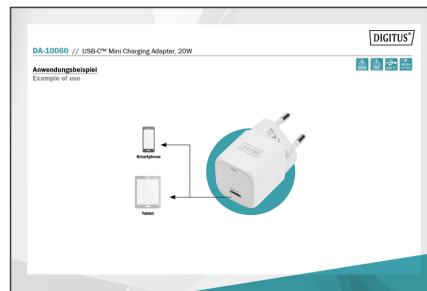 DIGITUS®
DA-10060 // USB-C™ Mini Charging Adapter, 20W
Anwendungsbeispiel
Example of use
Smartphone
Tablet